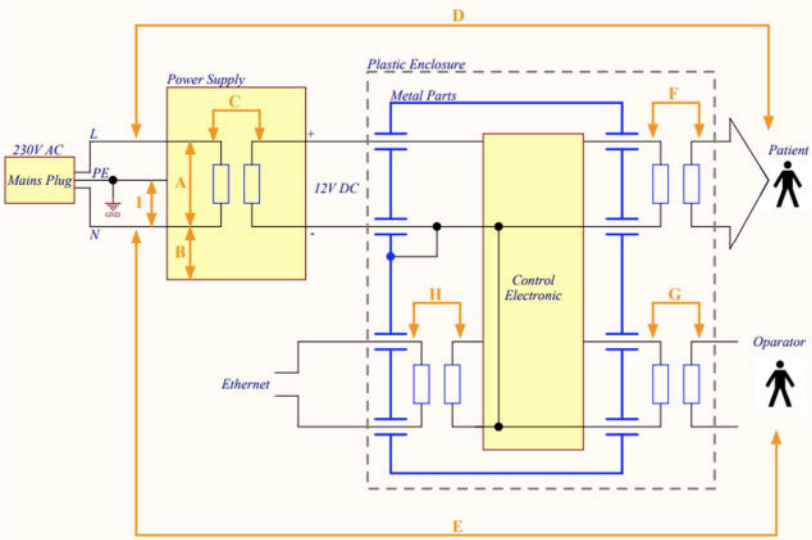 D
Plastic Enclosure
Power Supply
Metal Parts
C
F
L
+
230V AC
Patient
Mains Plug
PE
A
12V DC
I
GND
N
B
-
Control
Electronic
H
G
Oparator
Ethernet
E